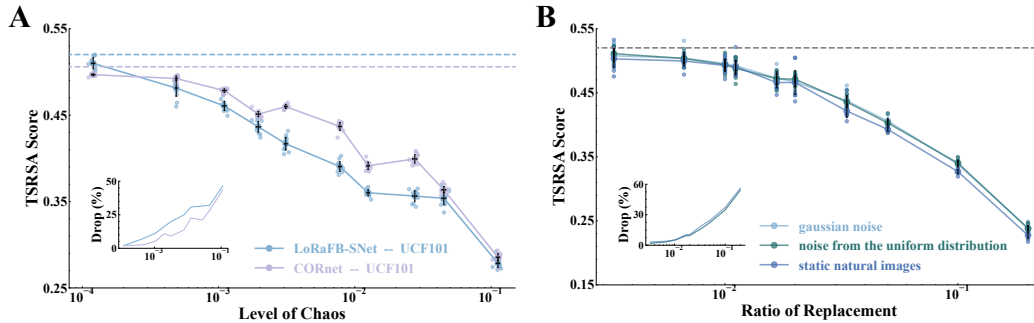 A
B
0.55
0.45
0.35
0.25
TSRSA Score
50
25
0
Drop (%)
10⁻³
10⁻¹
LoRaFB-SNet -- UCF101
CORnet -- UCF101
10⁻⁴
10⁻³
10⁻²
10⁻¹
Level of Chaos
0.55
0.45
0.35
0.25
0.15
TSRSA Score
60
30
0
Drop (%)
10⁻²
10⁻¹
gaussian noise
noise from the uniform distribution
static natural images
10⁻²
10⁻¹
Ratio of Replacement